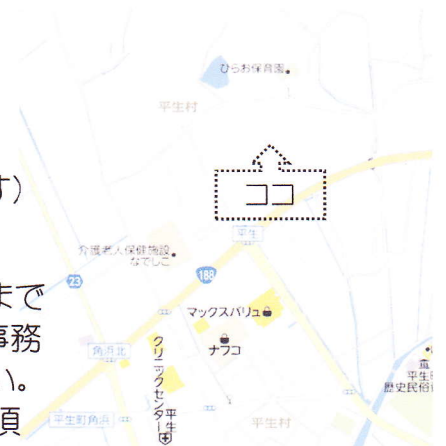 ひらお保育園
平生村
す）
ココ
平生
介護老人保健施設
なでしこ
まで
23
188
マックスバリュ
事務
ナフコ
角浜北
い。
クリニックセンター平生
平生
歴史民俗
頂
平生町角浜
平生村